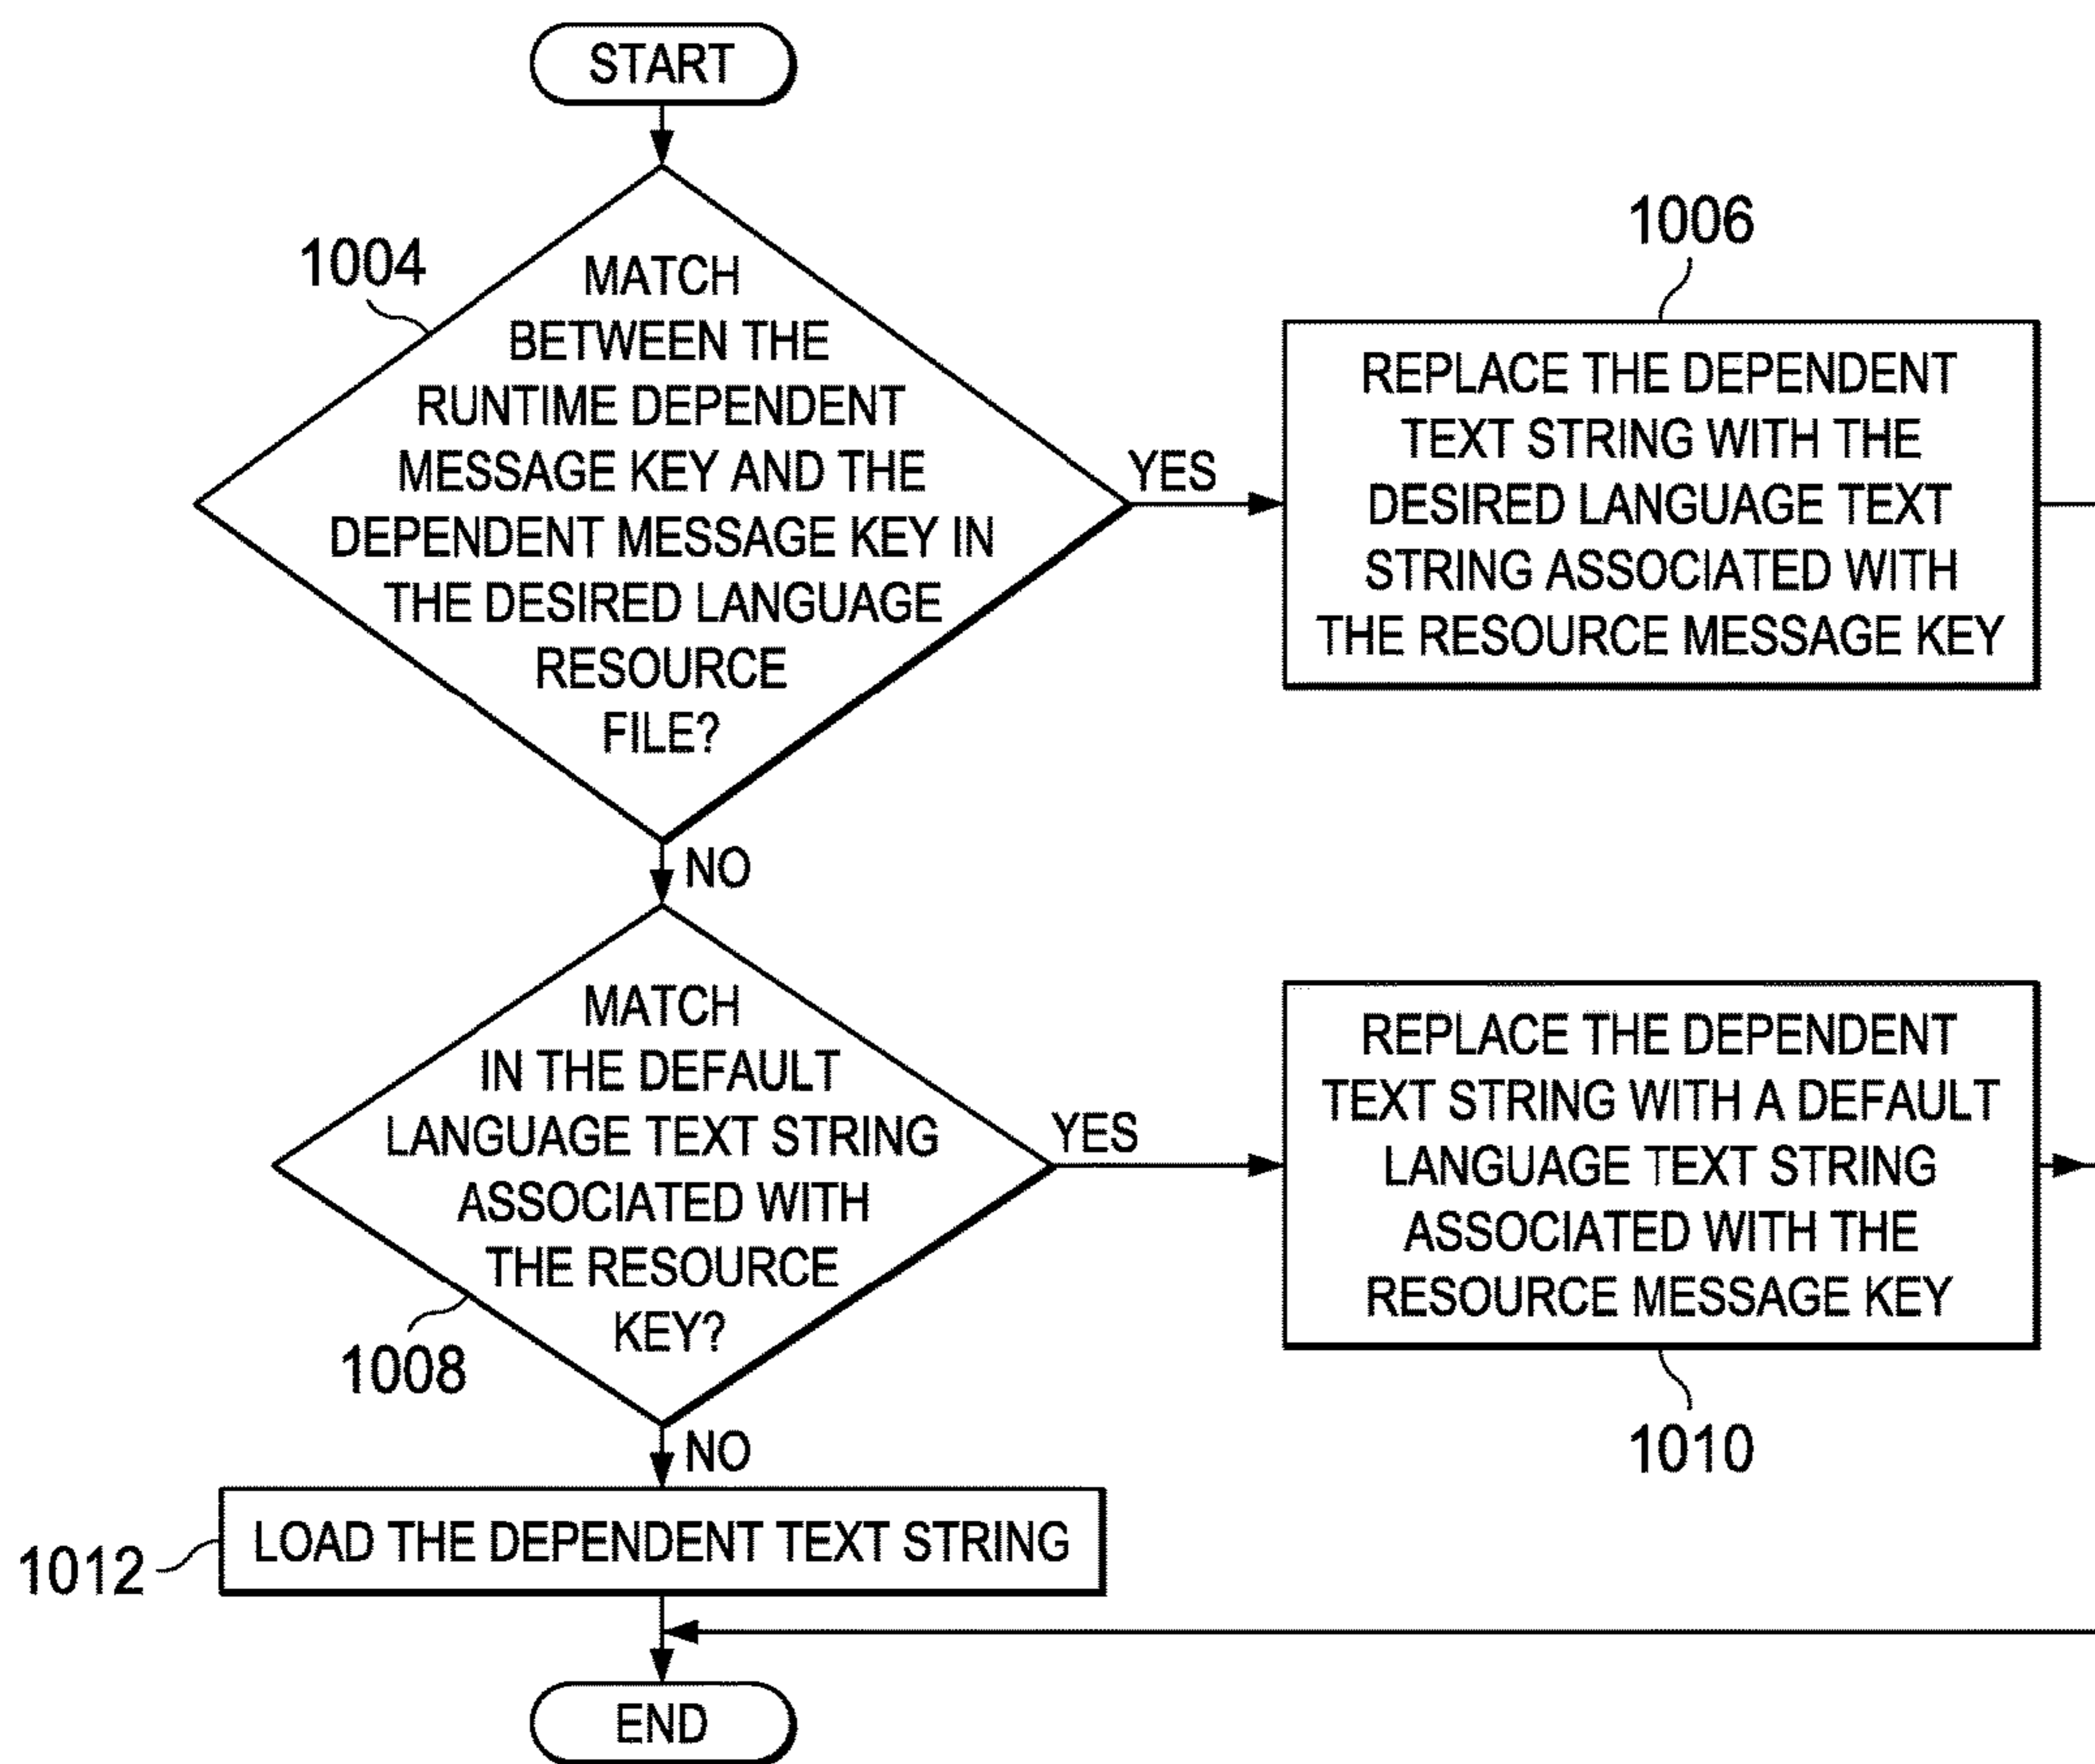 START
1004
MATCH
BETWEEN THE
RUNTIME DEPENDENT
MESSAGE KEY AND THE
DEPENDENT MESSAGE KEY IN
THE DESIRED LANGUAGE
RESOURCE
FILE?
YES
1006
REPLACE THE DEPENDENT
TEXT STRING WITH THE
DESIRED LANGUAGE TEXT
STRING ASSOCIATED WITH
THE RESOURCE MESSAGE KEY
NO
MATCH
IN THE DEFAULT
LANGUAGE TEXT STRING
ASSOCIATED WITH
THE RESOURCE
KEY?
1008
YES
REPLACE THE DEPENDENT
TEXT STRING WITH A DEFAULT
LANGUAGE TEXT STRING
ASSOCIATED WITH THE
RESOURCE MESSAGE KEY
1010
NO
LOAD THE DEPENDENT TEXT STRING
1012
END